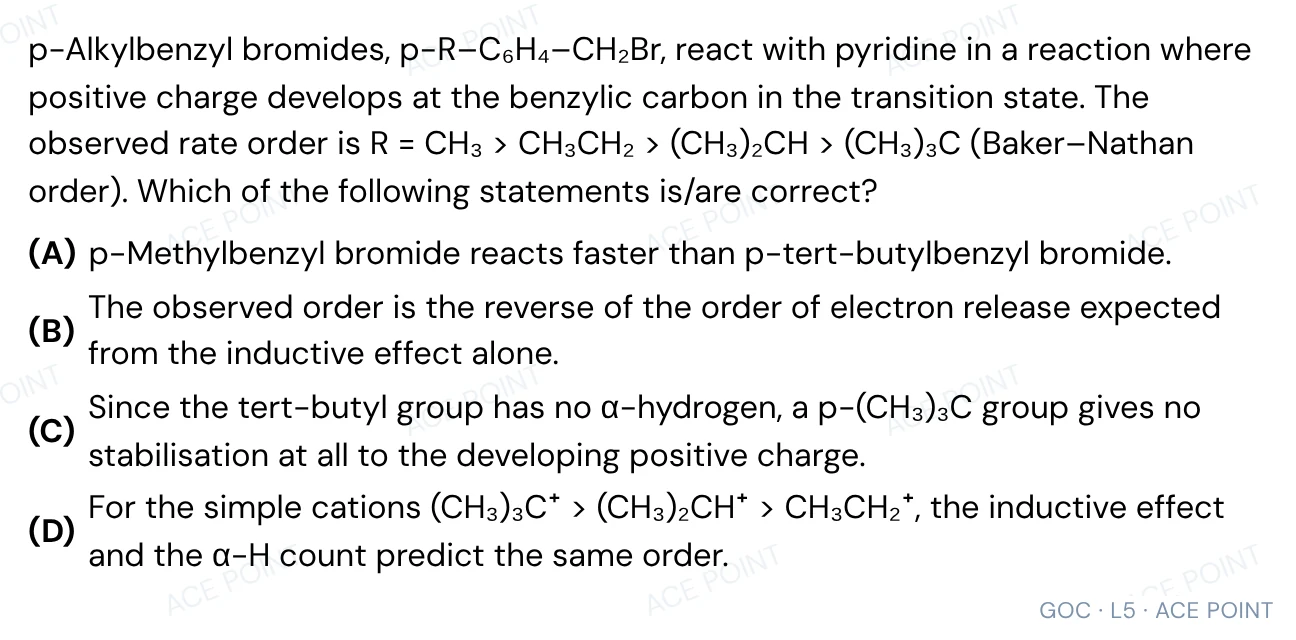 p-Alkylbenzyl bromides, p-R–C₆H₄–CH₂Br, react with pyridine in a reaction where
positive charge develops at the benzylic carbon in the transition state. The
observed rate order is R = CH₃ > CH₃CH₂ > (CH₃)₂CH > (CH₃)₃C (Baker–Nathan
order). Which of the following statements is/are correct?
(A) p-Methylbenzyl bromide reacts faster than p-tert-butylbenzyl bromide.
(B) The observed order is the reverse of the order of electron release expected
from the inductive effect alone.
(C) Since the tert-butyl group has no α-hydrogen, a p-(CH₃)₃C group gives no
stabilisation at all to the developing positive charge.
(D) For the simple cations (CH₃)₃C⁺ > (CH₃)₂CH⁺ > CH₃CH₂⁺, the inductive effect
and the α-H count predict the same order.
GOC · L5 · ACE POINT